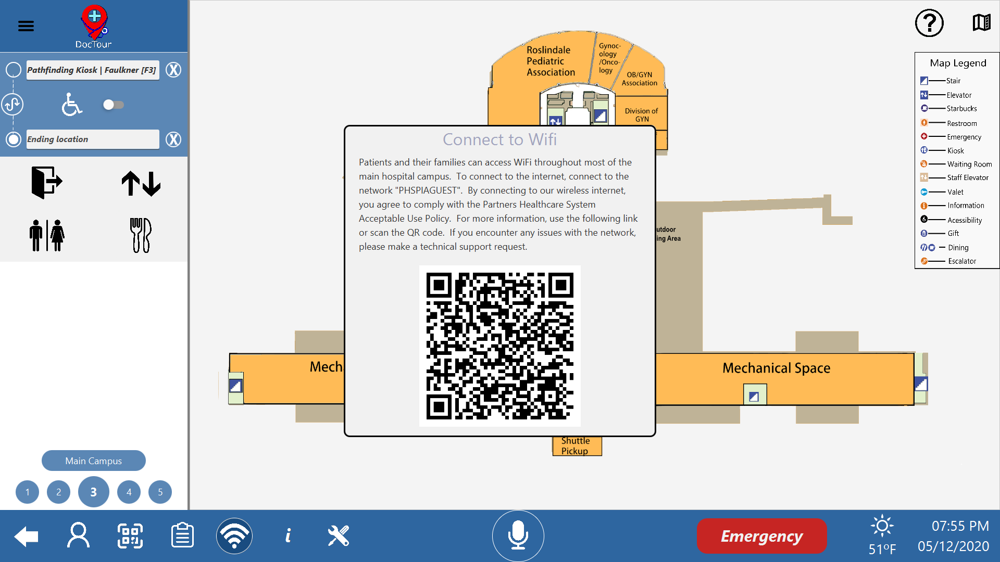 DocTour
Pathfinding Kiosk | Faulkner [F3]
X
Ending location
X
Main Campus
1 2 3 4 5
Roslindale
Pediatric
Association
Gynoc-
ology
/Onco-
logy
OB/GYN
Association
Division of
GYN
utdoor
ing Area
Mech
Mechanical Space
Shuttle
Pickup
Connect to Wifi
Patients and their families can access WiFi throughout most of the
main hospital campus.  To connect to the internet, connect to the
network "PHSPIAGUEST".  By connecting to our wireless internet,
you agree to comply with the Partners Healthcare System
Acceptable Use Policy.  For more information, use the following link
or scan the QR code.  If you encounter any issues with the network,
please make a technical support request.
?
Map Legend
Stair
Elevator
Starbucks
Restroom
Emergency
Kiosk
Waiting Room
Staff Elevator
Valet
Information
Acessibility
Gift
Dining
Escalator
i
Emergency
51ºF
07:55 PM
05/12/2020